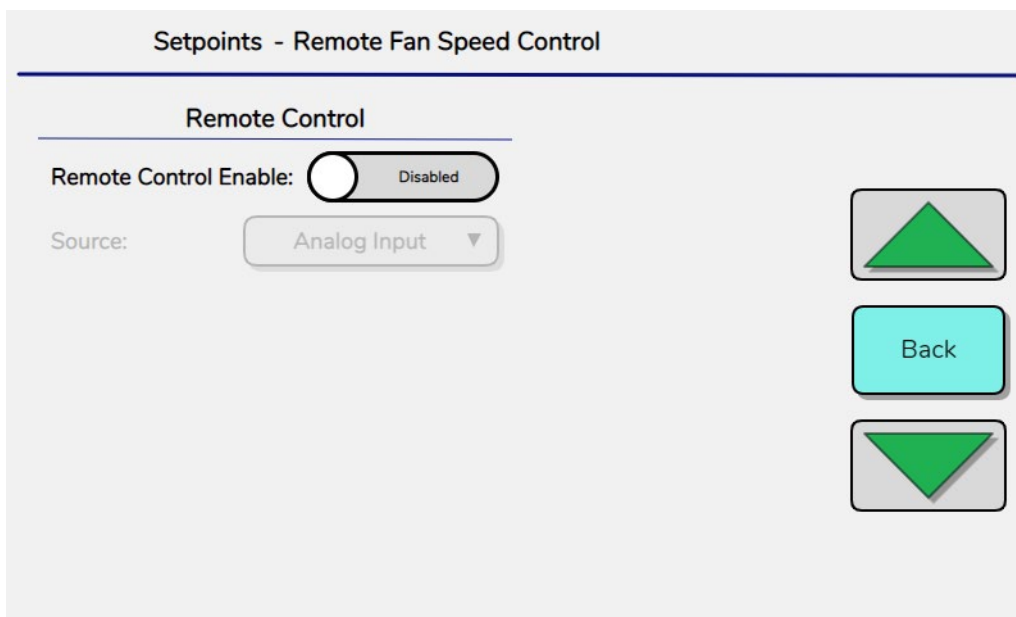 Setpoints - Remote Fan Speed Control
Remote Control
Remote Control Enable: Disabled
Source: Analog Input ▼
Back